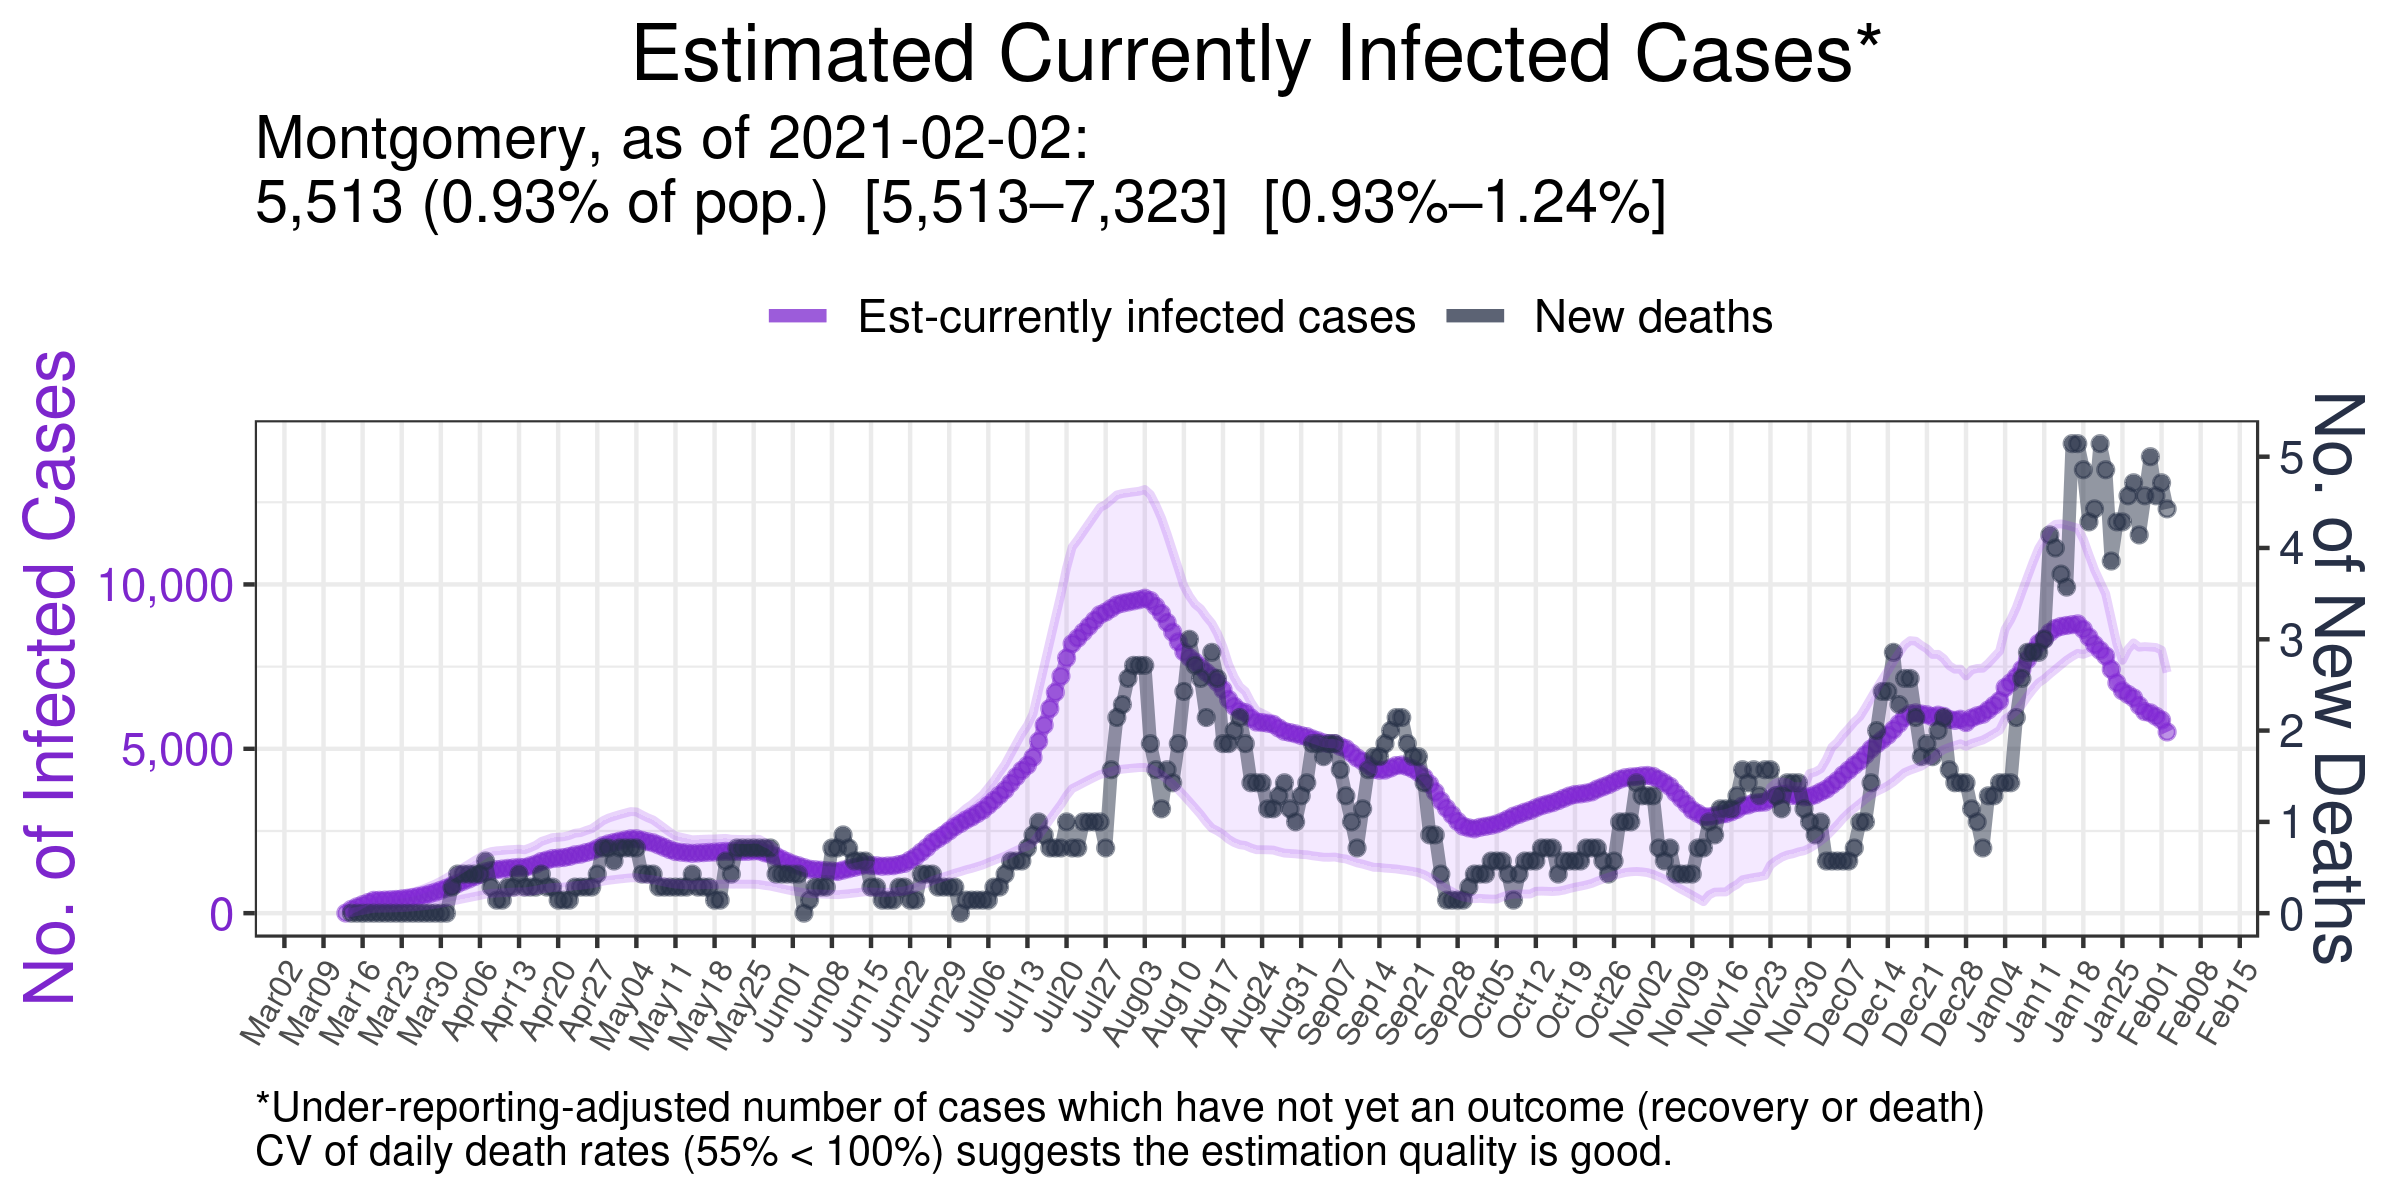 Estimated Currently Infected Cases*
Montgomery, as of 2021-02-02:
5,513 (0.93% of pop.) [5,513–7,323] [0.93%–1.24%]
Est-currently infected cases
New deaths
No. of Infected Cases
10,000
5,000
0
No. of New Deaths
5
4
3
2
1
0
Mar02
Mar09
Mar16
Mar23
Mar30
Apr06
Apr13
Apr20
Apr27
May04
May11
May18
May25
Jun01
Jun08
Jun15
Jun22
Jun29
Jul06
Jul13
Jul20
Jul27
Aug03
Aug10
Aug17
Aug24
Aug31
Sep07
Sep14
Sep21
Sep28
Oct05
Oct12
Oct19
Oct26
Nov02
Nov09
Nov16
Nov23
Nov30
Dec07
Dec14
Dec21
Dec28
Jan04
Jan11
Jan18
Jan25
Feb01
Feb08
Feb15
*Under-reporting-adjusted number of cases which have not yet an outcome (recovery or death)
CV of daily death rates (55% < 100%) suggests the estimation quality is good.